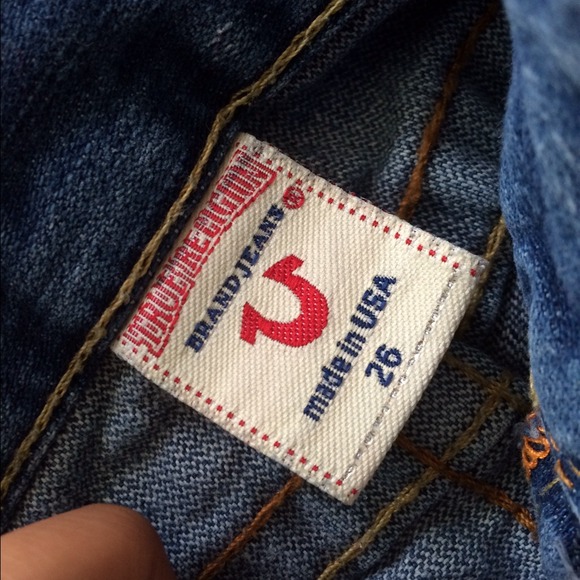 TRUE RELIGION
BRAND JEANS ®
made in USA
26